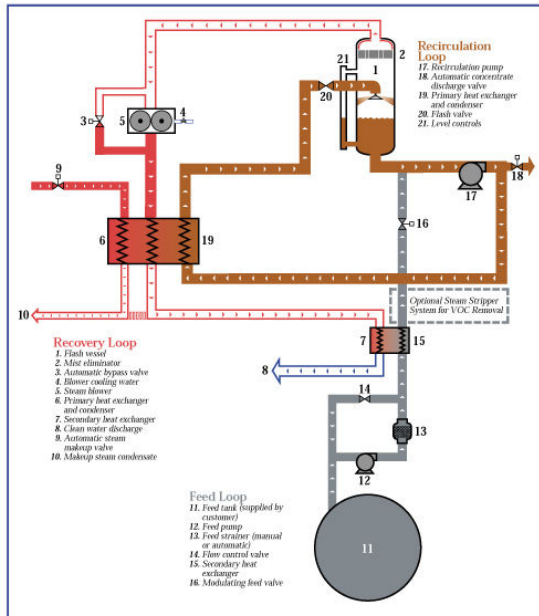 Recirculation
Loop
17. Recirculation pump
18. Automatic concentrate
discharge valve
19. Primary heat exchanger
and condenser
20. Flash valve
21. Level controls
21
2
1
20
3
5
4
9
17
18
16
6
19
Optional Steam Stripper
System for VOC Removal
10
7
15
8
Recovery Loop
1. Flash vessel
2. Mist eliminator
3. Automatic bypass valve
4. Blower cooling water
5. Steam blower
6. Primary heat exchanger
and condenser
7. Secondary heat exchanger
8. Clean water discharge
9. Automatic steam
makeup valve
10. Makeup steam condensate
14
13
12
11
Feed Loop
11. Feed tank (supplied by
customer)
12. Feed pump
13. Feed strainer (manual
or automatic)
14. Flow control valve
15. Secondary heat
exchanger
16. Modulating feed valve